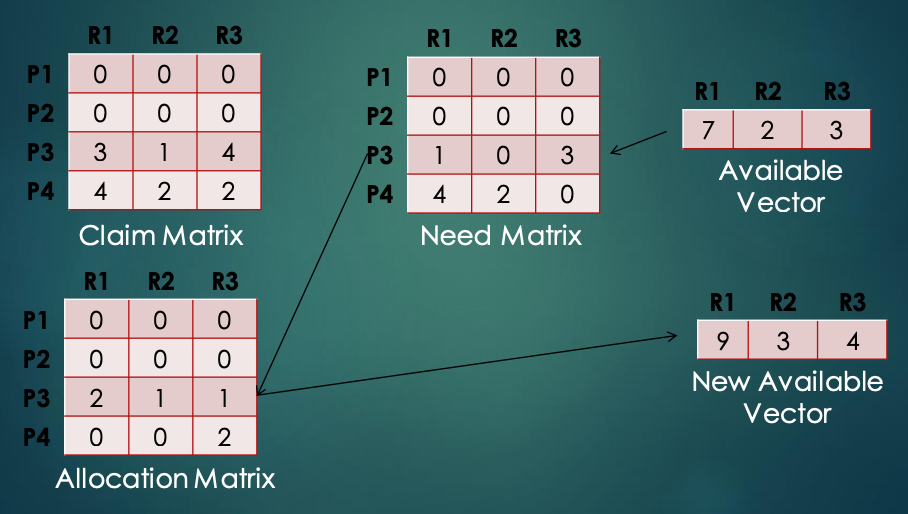 R1 R2 R3
P1 0 0 0
P2 0 0 0
P3 3 1 4
P4 4 2 2
Claim Matrix
R1 R2 R3
P1 0 0 0
P2 0 0 0
P3 1 0 3
P4 4 2 0
Need Matrix
R1 R2 R3
7 2 3
Available
Vector
R1 R2 R3
P1 0 0 0
P2 0 0 0
P3 2 1 1
P4 0 0 2
Allocation Matrix
R1 R2 R3
9 3 4
New Available
Vector